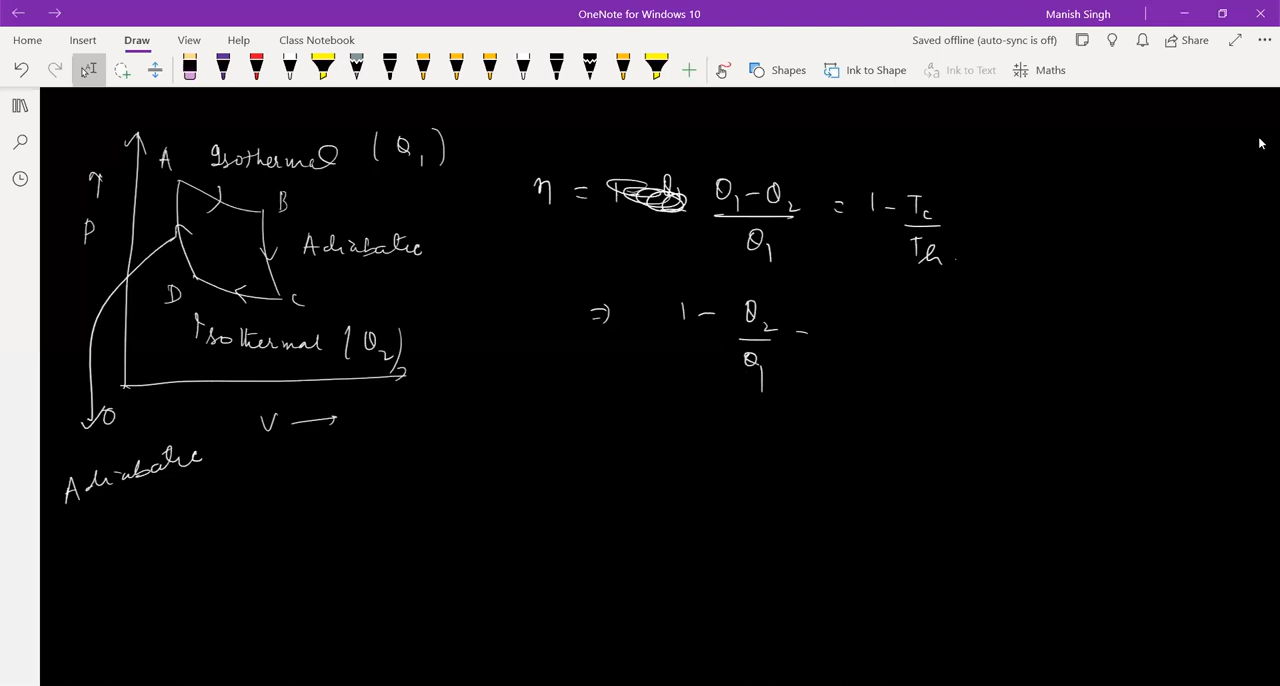 OneNote for Windows 10
Manish Singh
Home Insert Draw View Help Class Notebook
Saved offline (auto-sync is off)
Share
Shapes Ink to Shape Ink to Text Maths
A Isothermal (Q₁)
P
B
Adiabatic
D C
Isothermal (Q₂)
O
V ⟶
Adiabatic
η = (Q₁ - Q₂)/Q₁ = 1 - T_c/T_h.
⇒ 1 - Q₂/Q₁ -